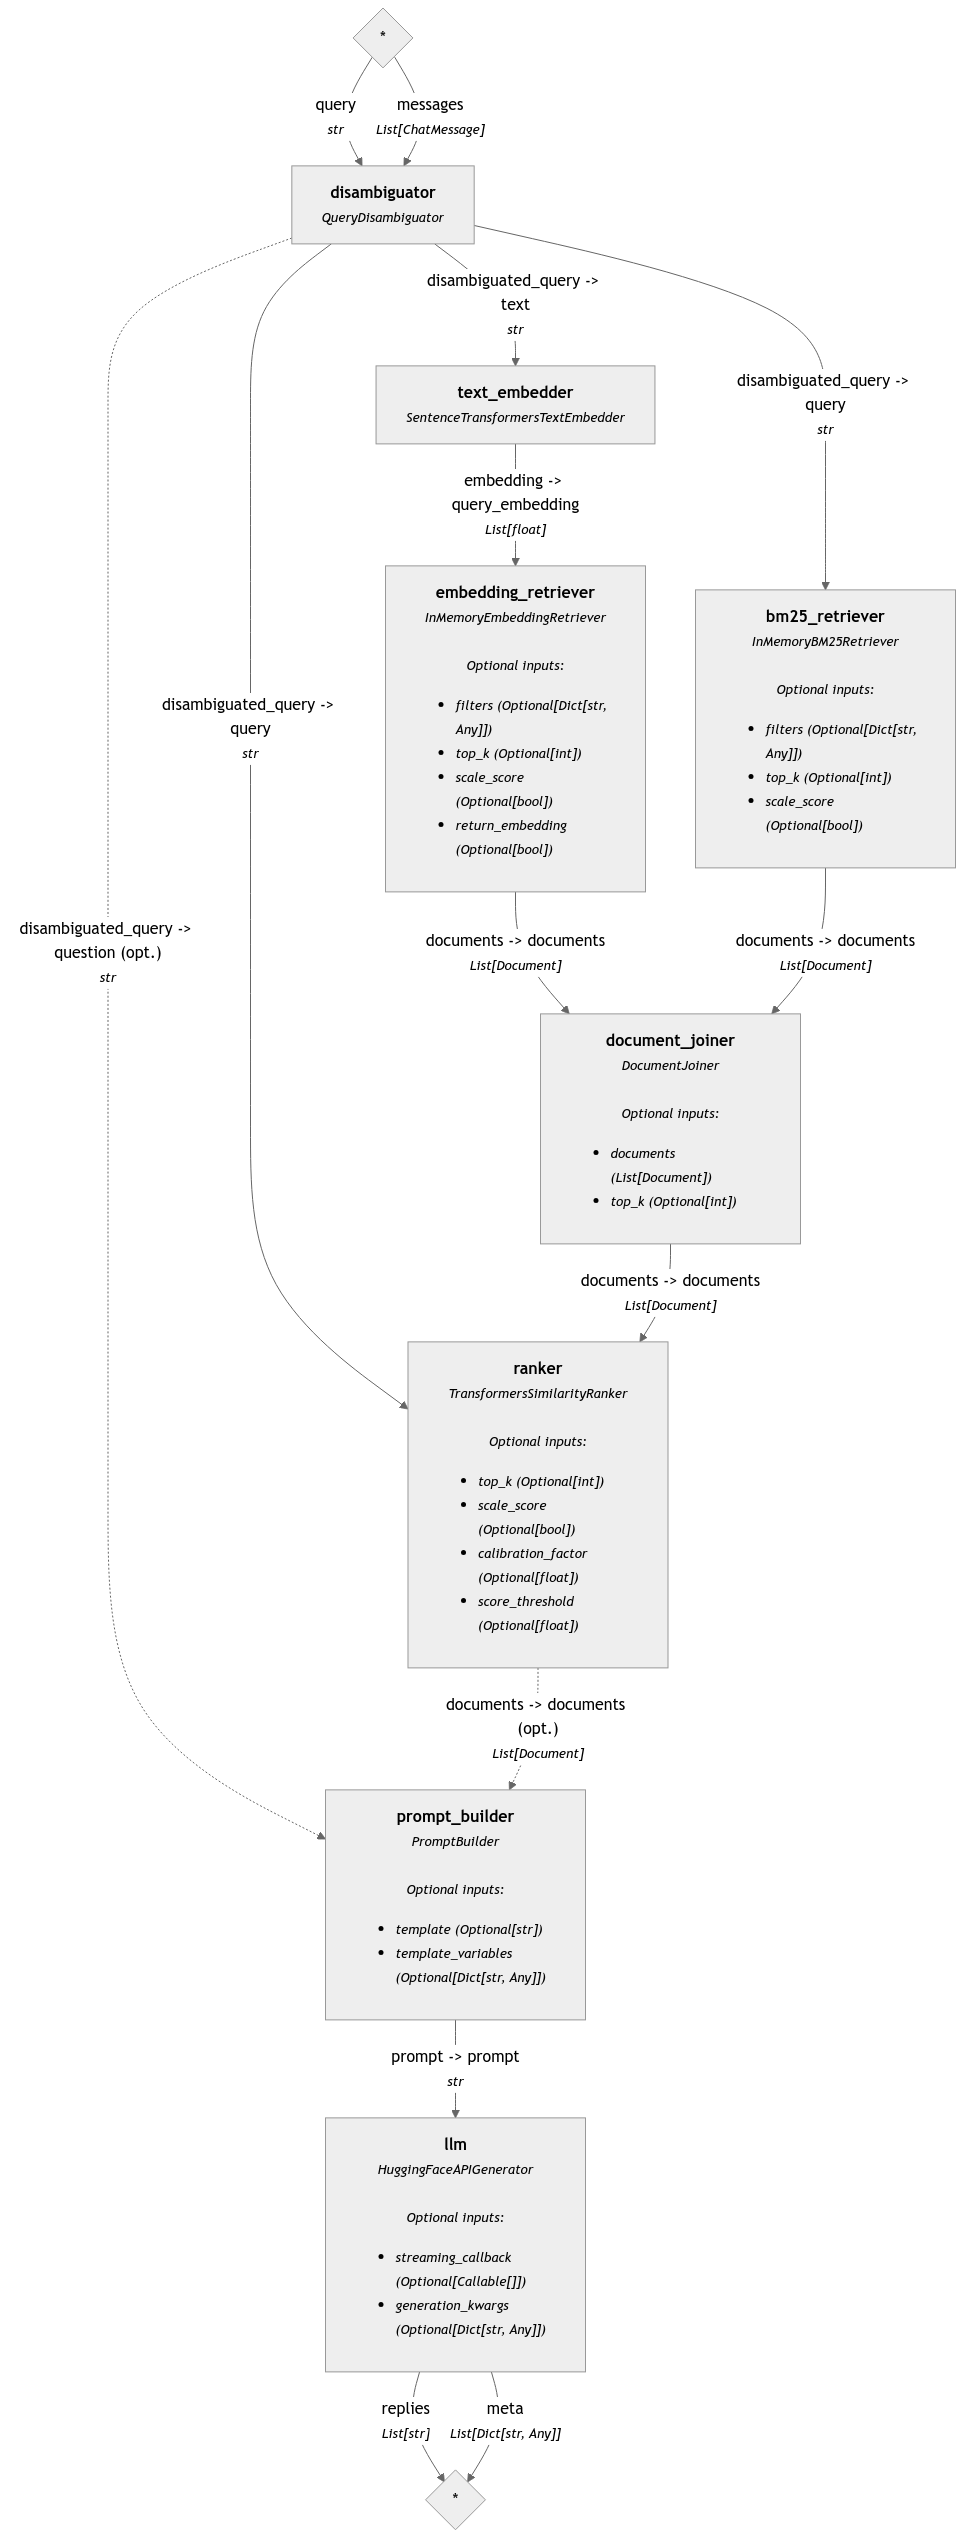 *
query
str
messages
List[ChatMessage]
disambiguator
QueryDisambiguator
disambiguated_query ->
text
str
text_embedder
SentenceTransformersTextEmbedder
disambiguated_query ->
query
str
embedding ->
query_embedding
List[float]
embedding_retriever
InMemoryEmbeddingRetriever
Optional inputs:
• filters (Optional[Dict[str,
Any]])
• top_k (Optional[int])
• scale_score
(Optional[bool])
• return_embedding
(Optional[bool])
bm25_retriever
InMemoryBM25Retriever
Optional inputs:
• filters (Optional[Dict[str,
Any]])
• top_k (Optional[int])
• scale_score
(Optional[bool])
disambiguated_query ->
query
str
disambiguated_query ->
question (opt.)
str
documents -> documents
List[Document]
documents -> documents
List[Document]
document_joiner
DocumentJoiner
Optional inputs:
• documents
(List[Document])
• top_k (Optional[int])
documents -> documents
List[Document]
ranker
TransformersSimilarityRanker
Optional inputs:
• top_k (Optional[int])
• scale_score
(Optional[bool])
• calibration_factor
(Optional[float])
• score_threshold
(Optional[float])
documents -> documents
(opt.)
List[Document]
prompt_builder
PromptBuilder
Optional inputs:
• template (Optional[str])
• template_variables
(Optional[Dict[str, Any]])
prompt -> prompt
str
llm
HuggingFaceAPIGenerator
Optional inputs:
• streaming_callback
(Optional[Callable[]])
• generation_kwargs
(Optional[Dict[str, Any]])
replies
List[str]
meta
List[Dict[str, Any]]
*